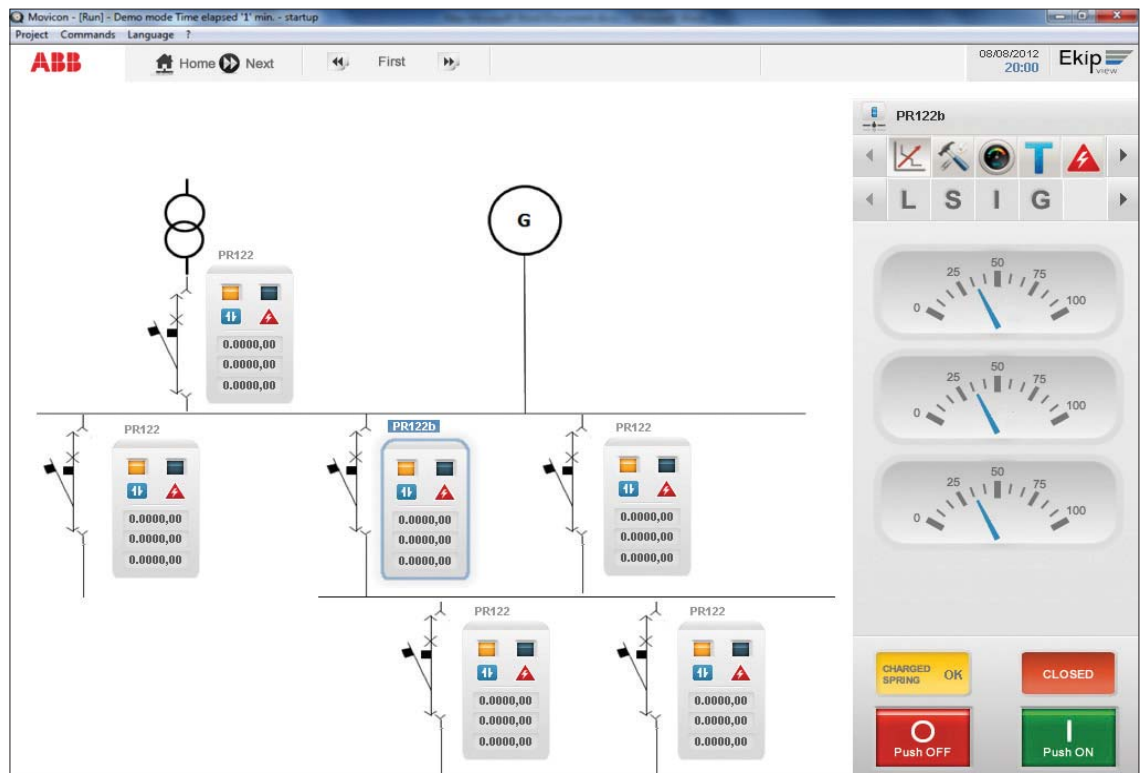 Movicon - [Run] - Demo mode Time elapsed '1' min. - startup
Project Commands Language ?
ABB Home Next First 08/08/2012 20:00 Ekip view
PR122b
T
L S I G
0 25 50 75 100
0 25 50 75 100
0 25 50 75 100
CHARGED SPRING OK
CLOSED
O Push OFF
I Push ON
G
PR122
0.0000,00
0.0000,00
0.0000,00
PR122
0.0000,00
0.0000,00
0.0000,00
PR122b
0.0000,00
0.0000,00
0.0000,00
PR122
0.0000,00
0.0000,00
0.0000,00
PR122
0.0000,00
0.0000,00
0.0000,00
PR122
0.0000,00
0.0000,00
0.0000,00